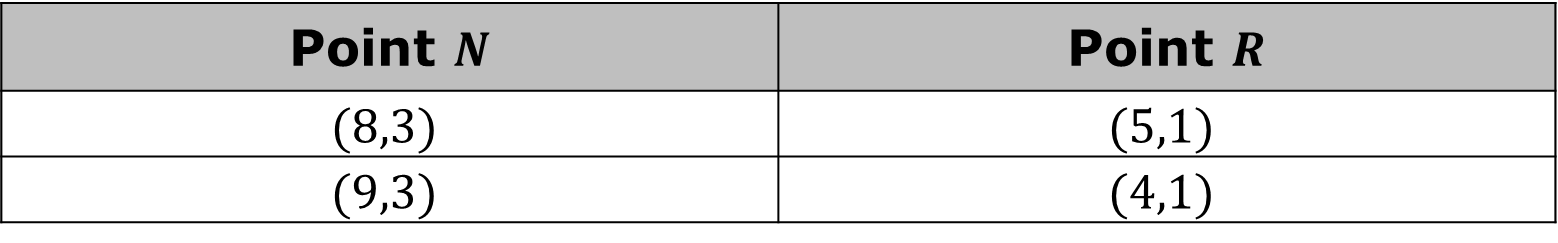 Point N Point R
(8,3) (5,1)
(9,3) (4,1)